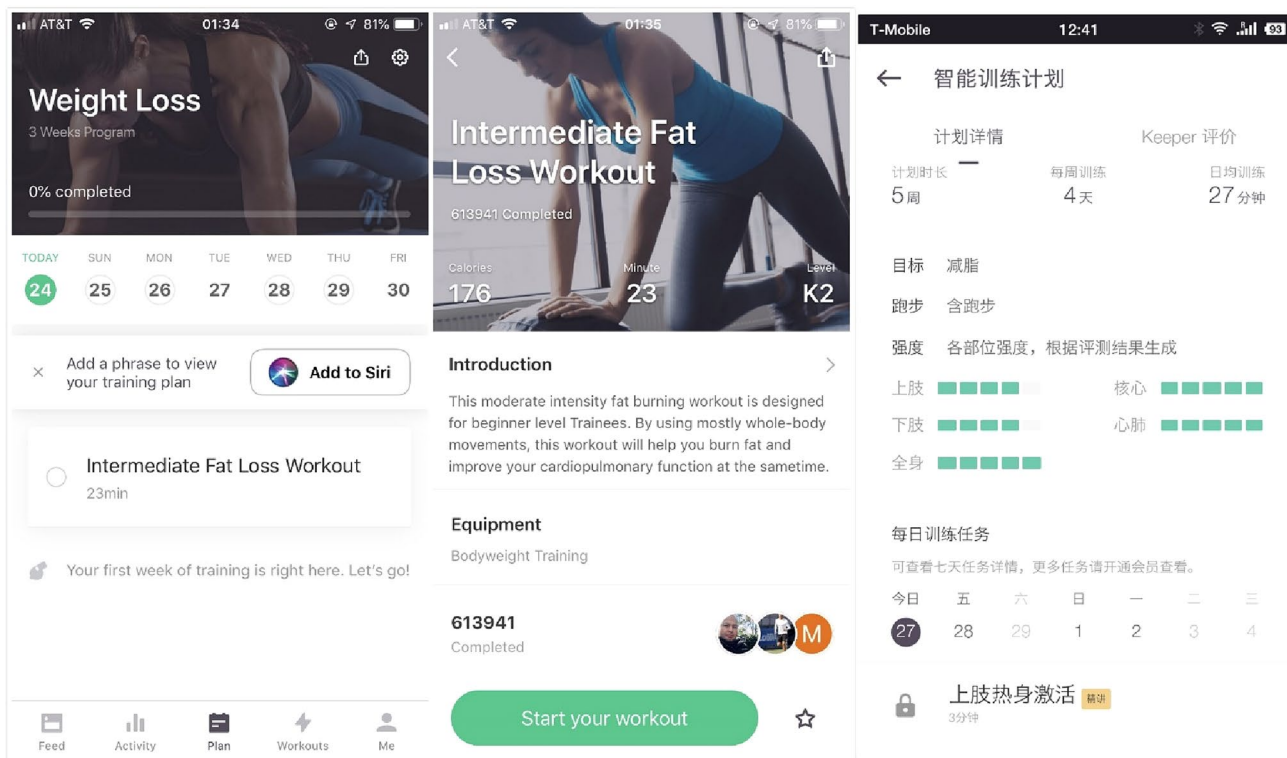 AT&T 01:34 81%
Weight Loss
3 Weeks Program
0% completed
TODAY SUN MON TUE WED THU FRI
24 25 26 27 28 29 30
Add a phrase to view
your training plan
Add to Siri
Intermediate Fat Loss Workout
23min
Your first week of training is right here. Let's go!
Feed Activity Plan Workouts Me
AT&T 01:35 81%
Intermediate Fat
Loss Workout
613941 Completed
Calories Minute Level
176 23 K2
Introduction
This moderate intensity fat burning workout is designed
for beginner level Trainees. By using mostly whole-body
movements, this workout will help you burn fat and
improve your cardiopulmonary function at the sametime.
Equipment
Bodyweight Training
613941
Completed
M
Start your workout
T-Mobile 12:41 93
智能训练计划
计划详情 Keeper 评价
计划时长 每周训练 日均训练
5周 4天 27分钟
目标 减脂
跑步 含跑步
强度 各部位强度，根据评测结果生成
上肢 核心
下肢 心肺
全身
每日训练任务
可查看七天任务详情，更多任务请开通会员查看。
今日 五 六 日 一 二 三
27 28 29 1 2 3 4
上肢热身激活 精讲
3分钟